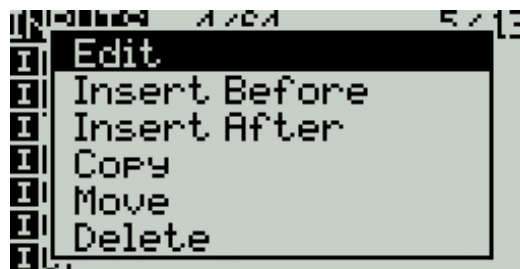 Edit
Insert Before
Insert After
Copy
Move
Delete